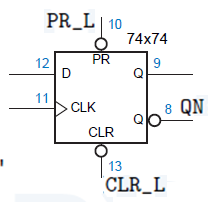 PR_L 10
74x74
PR
12 D Q 9
11 CLK
Q 8 QN
CLR
13
CLR_L